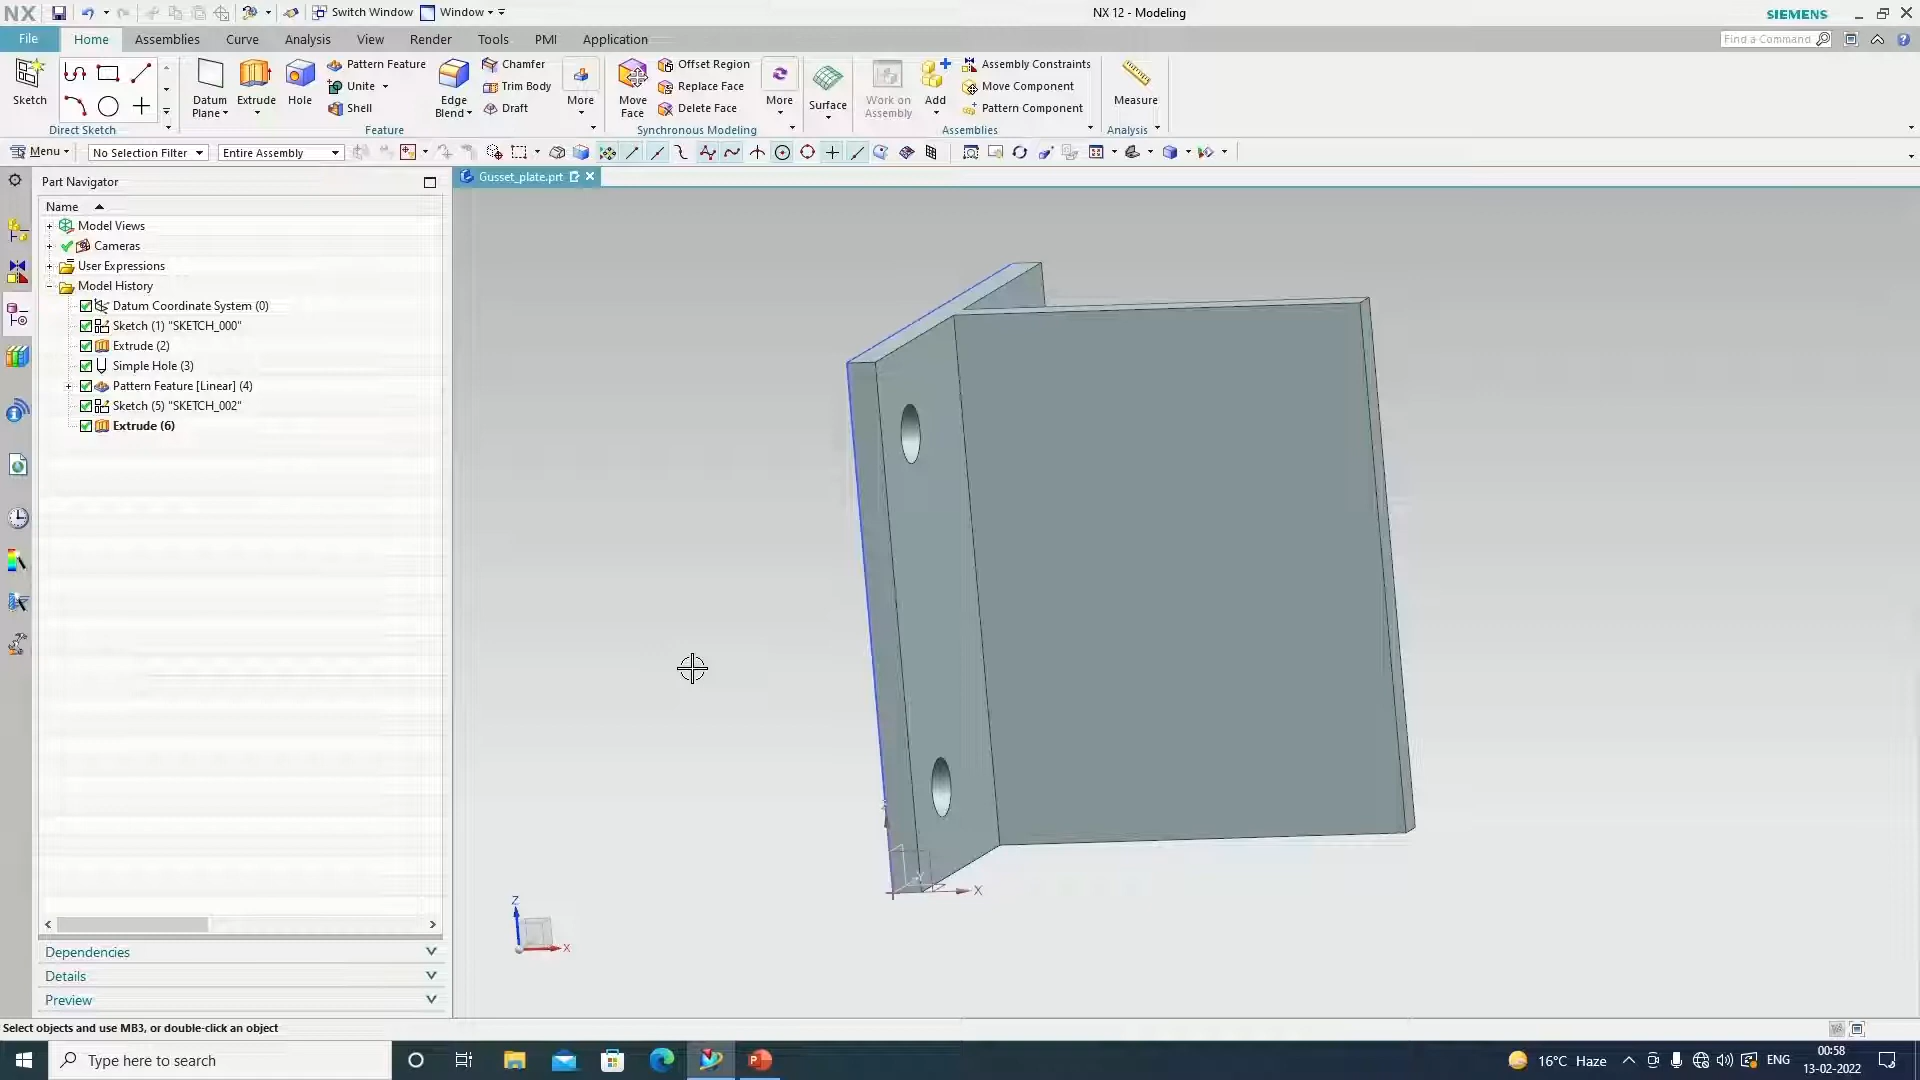 NX Switch Window Window NX 12 - Modeling SIEMENS
File Home Assemblies Curve Analysis View Render Tools PMI Application Find a Command
Sketch Datum Plane Extrude Hole Pattern Feature Unite Shell Edge Blend Chamfer Trim Body Draft More Move Face Offset Region Replace Face Delete Face More Surface Work on Assembly Add Assembly Constraints Move Component Pattern Component Measure
Direct Sketch Feature Synchronous Modeling Assemblies Analysis
Menu No Selection Filter Entire Assembly
Part Navigator Gusset_plate.prt
Name
Model Views
Cameras
User Expressions
Model History
Datum Coordinate System (0)
Sketch (1) "SKETCH_000"
Extrude (2)
Simple Hole (3)
Pattern Feature [Linear] (4)
Sketch (5) "SKETCH_002"
Extrude (6)
X
Z
X
Dependencies
Details
Preview
Select objects and use MB3, or double-click an object
Type here to search 16°C Haze ENG 00:58
13-02-2022